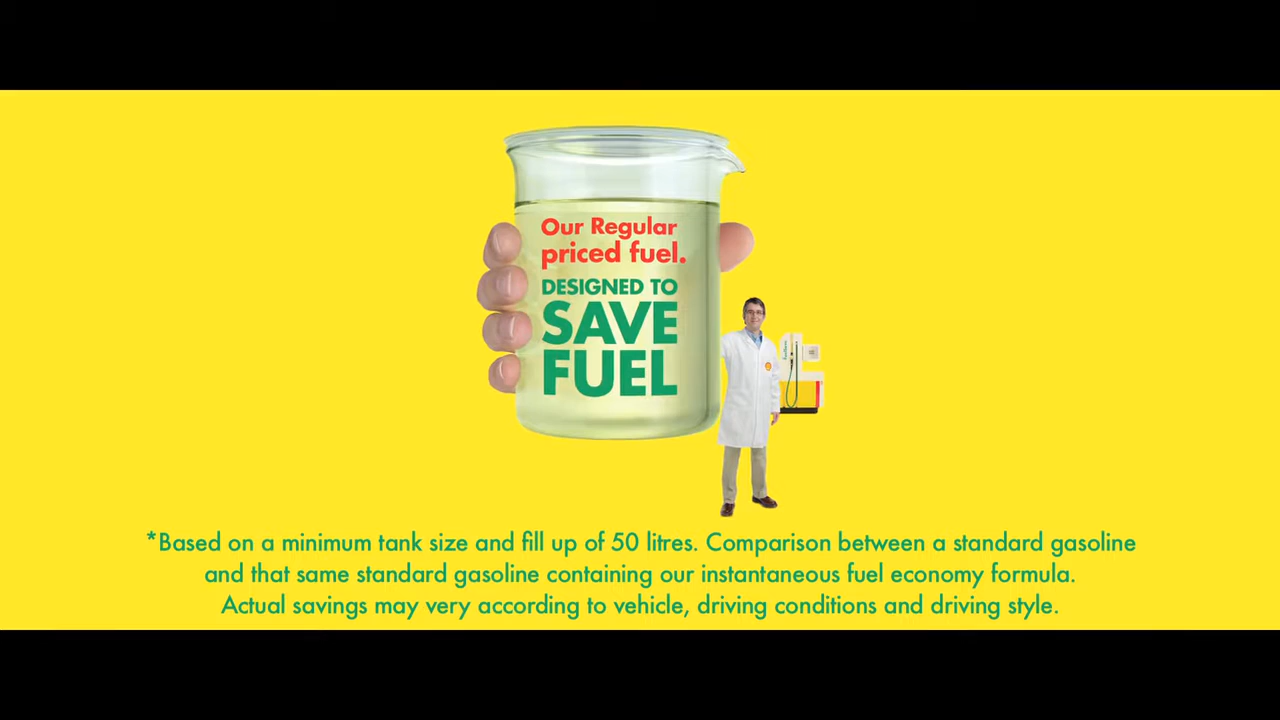 Our Regular
priced fuel.
DESIGNED TO
SAVE
FUEL
*Based on a minimum tank size and fill up of 50 litres. Comparison between a standard gasoline
and that same standard gasoline containing our instantaneous fuel economy formula.
Actual savings may very according to vehicle, driving conditions and driving style.